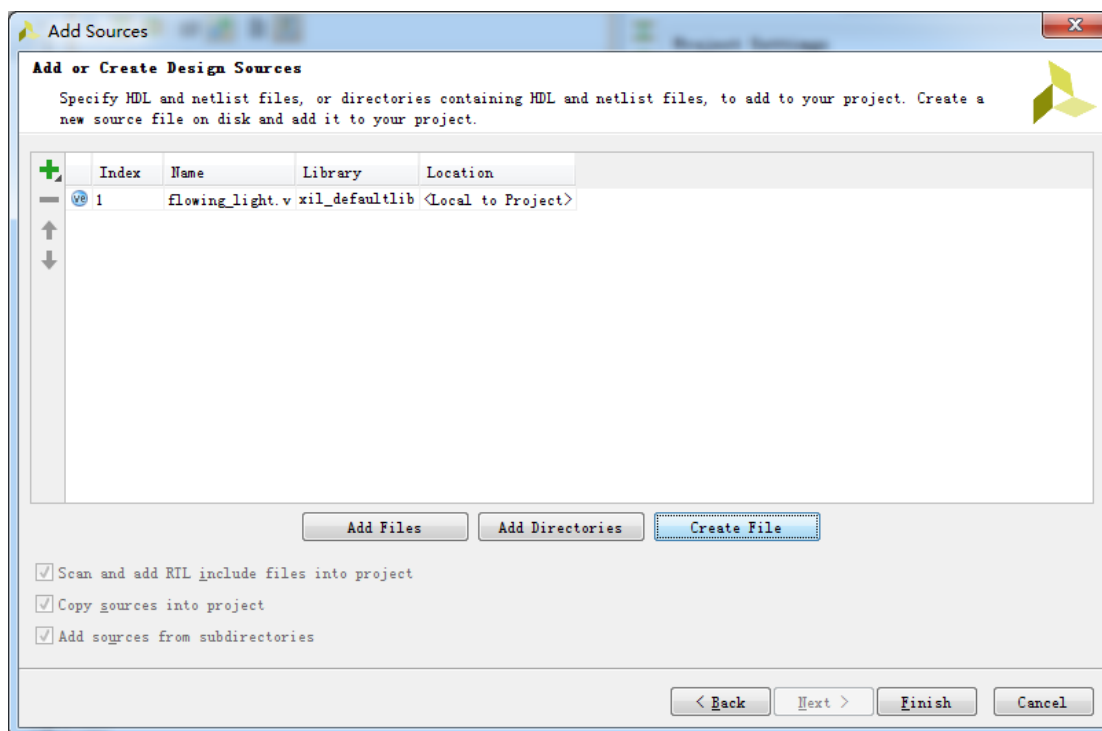 Add Sources
Project Settings
Add or Create Design Sources
Specify HDL and netlist files, or directories containing HDL and netlist files, to add to your project. Create a
new source file on disk and add it to your project.
Index Name Library Location
1 flowing_light.v xil_defaultlib <Local to Project>
Add Files Add Directories Create File
Scan and add RTL include files into project
Copy sources into project
Add sources from subdirectories
< Back Next > Finish Cancel